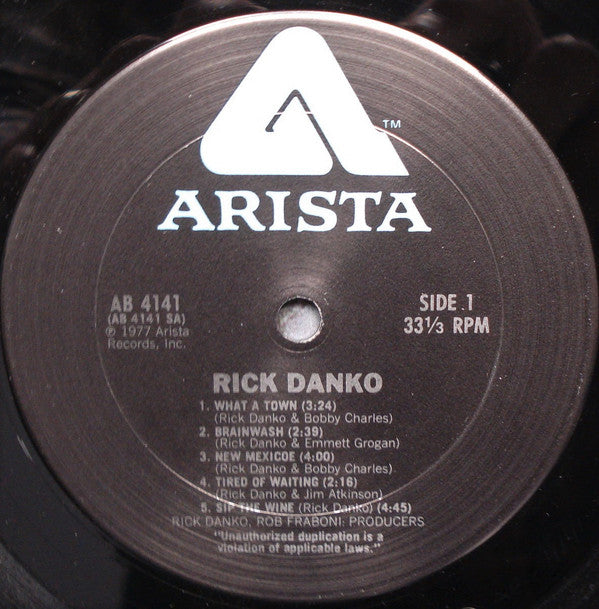 ™
ARISTA
AB 4141
(AB 4141 SA)
℗ 1977 Arista
Records, Inc.
SIDE 1
33⅓ RPM
RICK DANKO
1. WHAT A TOWN (3:24)
(Rick Danko & Bobby Charles)
2. BRAINWASH (2:39)
(Rick Danko & Emmett Grogan)
3. NEW MEXICOE (4:00)
(Rick Danko & Bobby Charles)
4. TIRED OF WAITING (2:16)
(Rick Danko & Jim Atkinson)
5. SIP THE WINE (Rick Danko) (4:45)
RICK DANKO, ROB FRABONI: PRODUCERS
"Unauthorized duplication is a
violation of applicable laws."